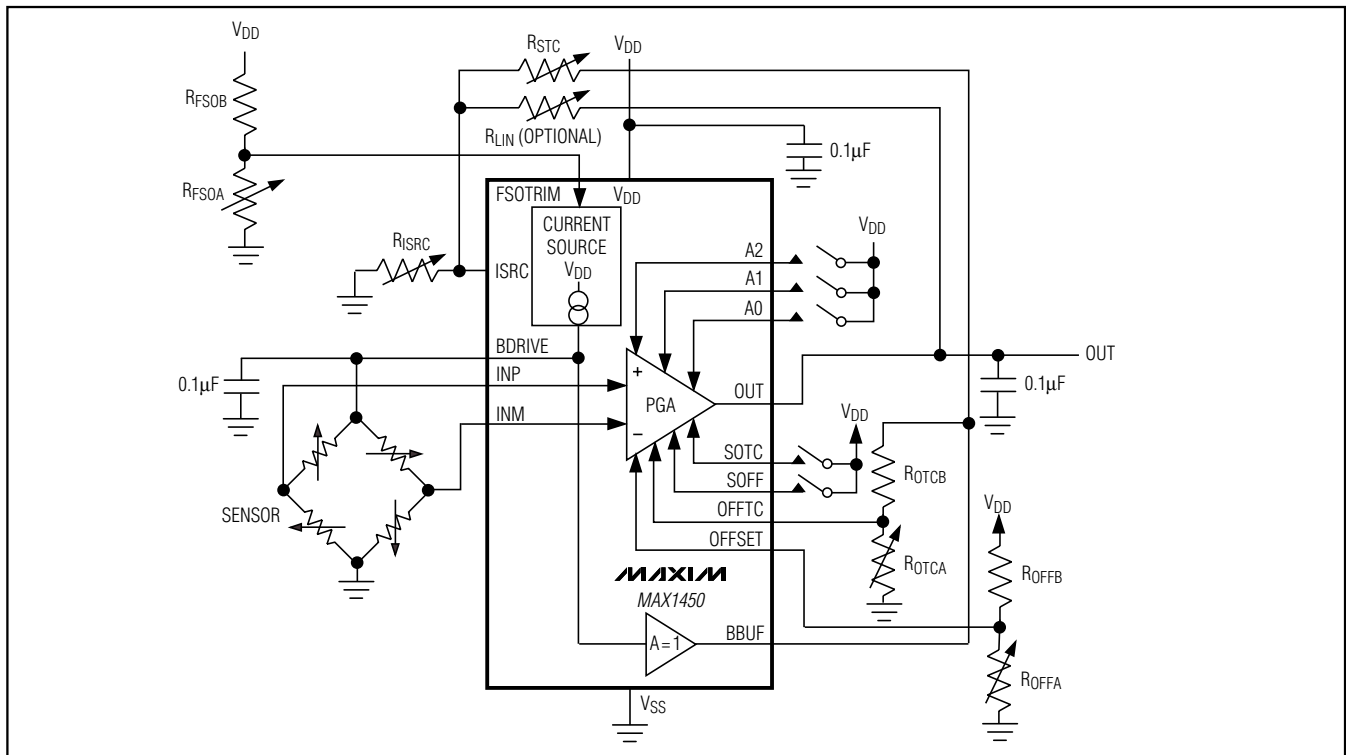 VDD
RSTC
VDD
RFSOB
RLIN (OPTIONAL)
0.1µF
RFSOA
FSOTRIM
VDD
CURRENT
SOURCE
VDD
RISRC
ISRC
A2
A1
A0
VDD
BDRIVE
INP
INM
0.1µF
+
PGA
−
OUT
OUT
0.1µF
VDD
SOTC
SOFF
OFFTC
OFFSET
ROTCB
ROTCA
VDD
SENSOR
MAXIM
MAX1450
ROFFB
A=1
BBUF
ROFFA
VSS